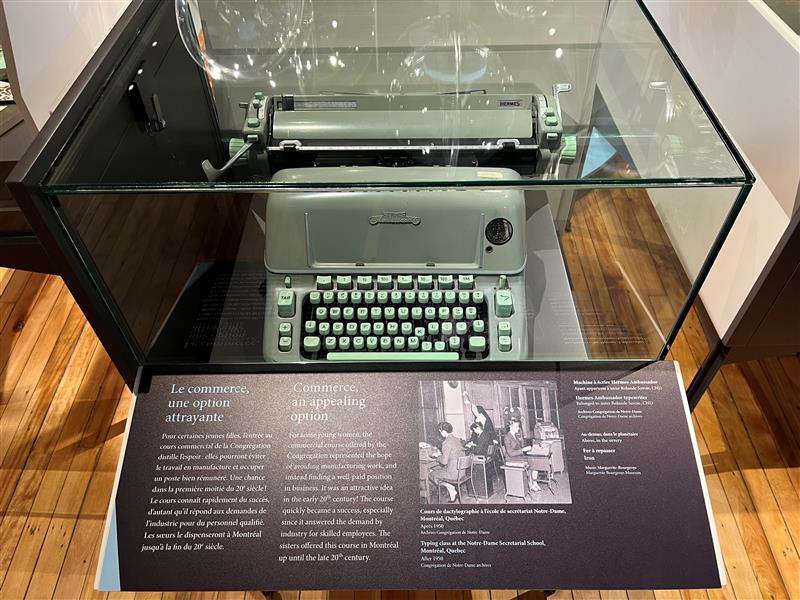 HERMES
HERMES
TAB
Le commerce,
une option
attrayante
Pour certaines jeunes filles, l'entrée au
cours commercial de la Congrégation
distille l'espoir : elles pourront éviter
le travail en manufacture et occuper
un poste bien rémunéré. Une chance
dans la première moitié du 20e siècle!
Le cours connaît rapidement du succès,
d'autant qu'il répond aux demandes de
l'industrie pour du personnel qualifié.
Les sœurs le dispenseront à Montréal
jusqu'à la fin du 20e siècle.
Commerce,
an appealing
option
For some young women, the
commercial course offered by the
Congregation represented the hope
of avoiding manufacturing work, and
instead finding a well-paid position
in business. It was an attractive idea
in the early 20th century! The course
quickly became a success, especially
since it answered the demand by
industry for skilled employees. The
sisters offered this course in Montréal
up until the late 20th century.
Cours de dactylographie à l'école de secrétariat Notre-Dame,
Montréal, Québec
Après 1950
Archives Congrégation de Notre-Dame
Typing class at the Notre-Dame Secretarial School,
Montréal, Quebec
After 1950
Congrégation de Notre-Dame archives
Machine à écrire Hermes Ambassador
Ayant appartenu à sœur Rolande Savoie, CND
Hermes Ambassador typewriter
Belonged to sister Rolande Savoie, CND
Archives Congrégation de Notre-Dame
Congrégation de Notre-Dame archives
Au-dessus, dans le planétaire
Above, in the orrery
Fer à repasser
Iron
Musée Marguerite-Bourgeoys
Marguerite Bourgeoys Museum